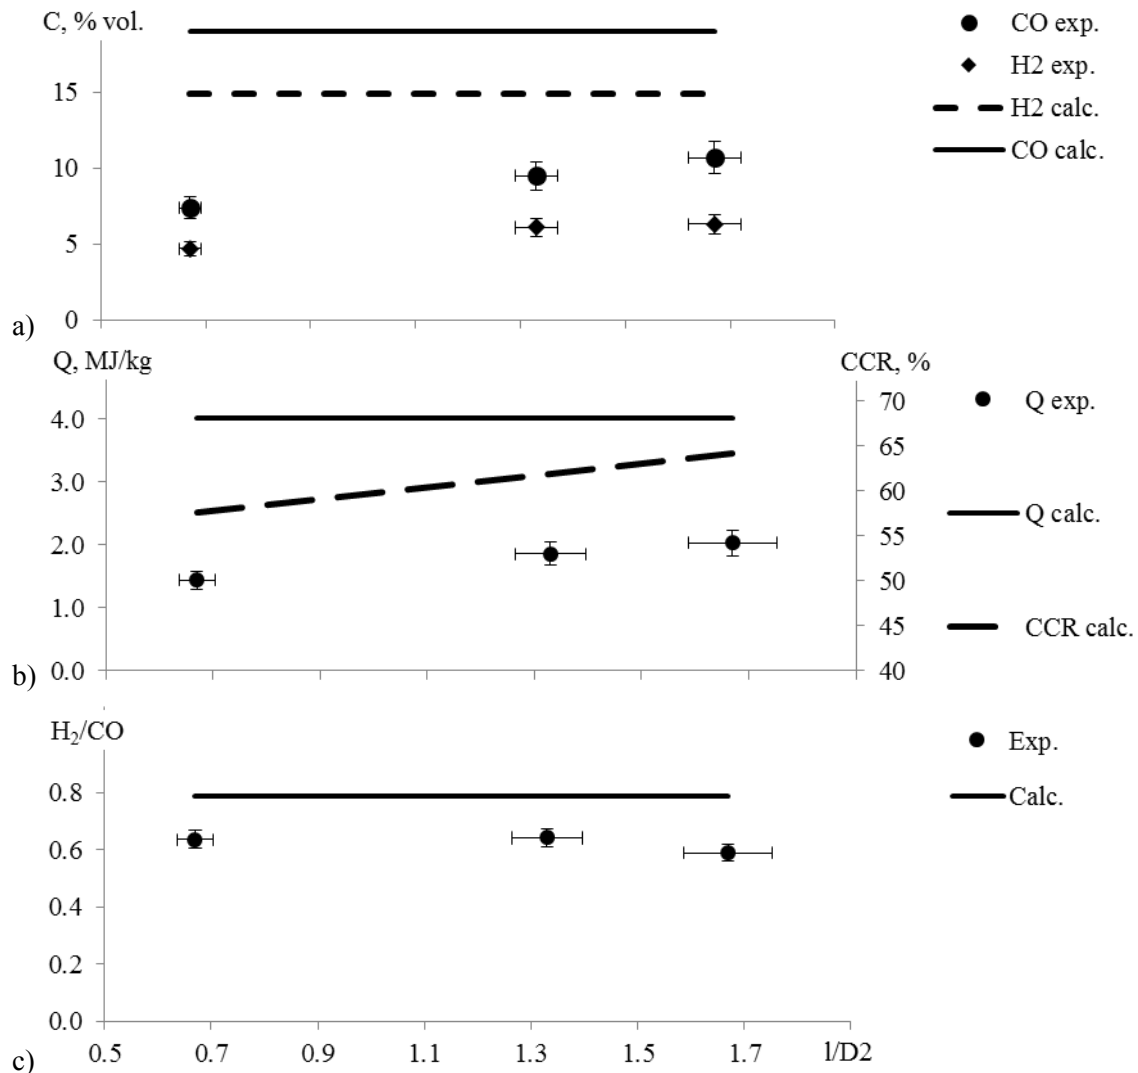 C, % vol.
15
10
5
0
a)
CO exp.
H2 exp.
H2 calc.
CO calc.
Q, MJ/kg
CCR, %
4.0
3.0
2.0
1.0
0.0
70
65
60
55
50
45
40
b)
Q exp.
Q calc.
CCR calc.
H₂/CO
0.8
0.6
0.4
0.2
0.0
c)
0.5 0.7 0.9 1.1 1.3 1.5 1.7 l/D2
Exp.
Calc.